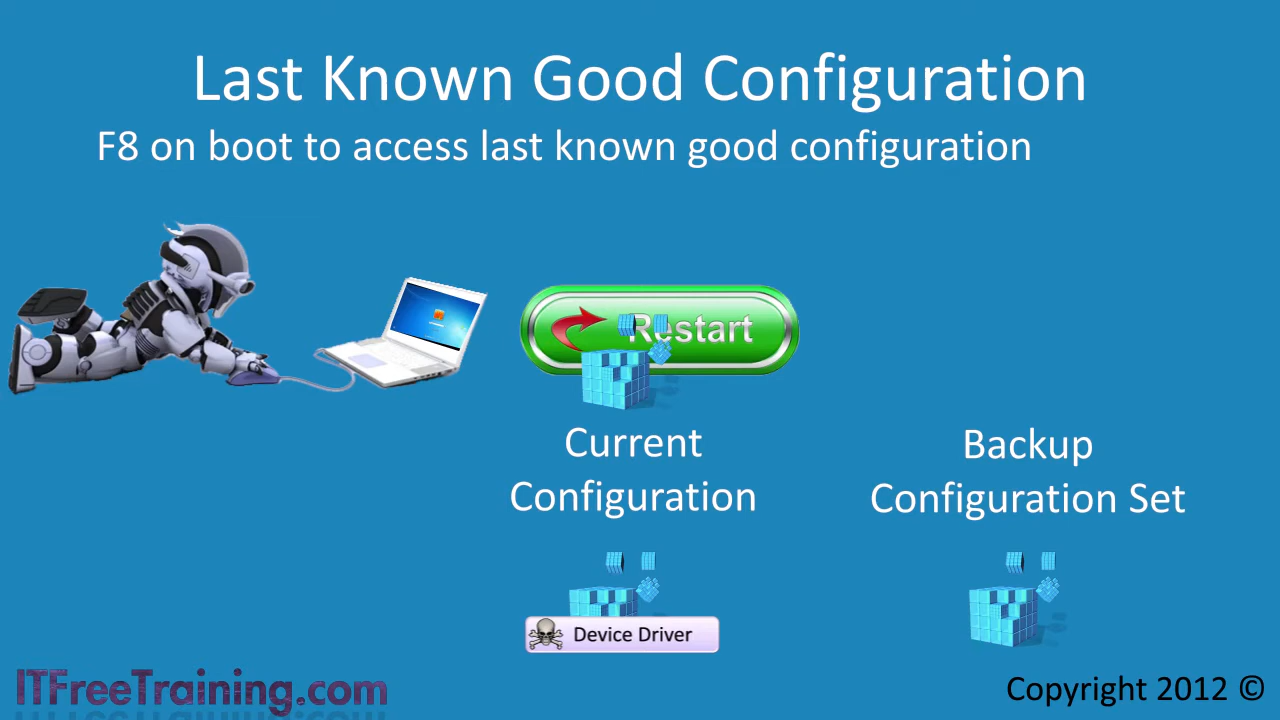 Last Known Good Configuration
F8 on boot to access last known good configuration
Restart
Current
Configuration
Backup
Configuration Set
Device Driver
ITFreeTraining.com
Copyright 2012 ©